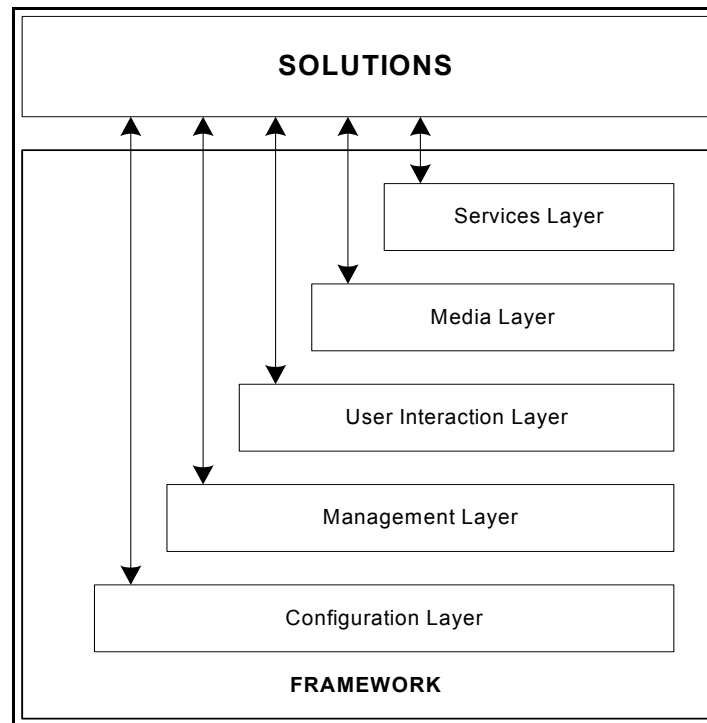 SOLUTIONS
Services Layer
Media Layer
User Interaction Layer
Management Layer
Configuration Layer
FRAMEWORK